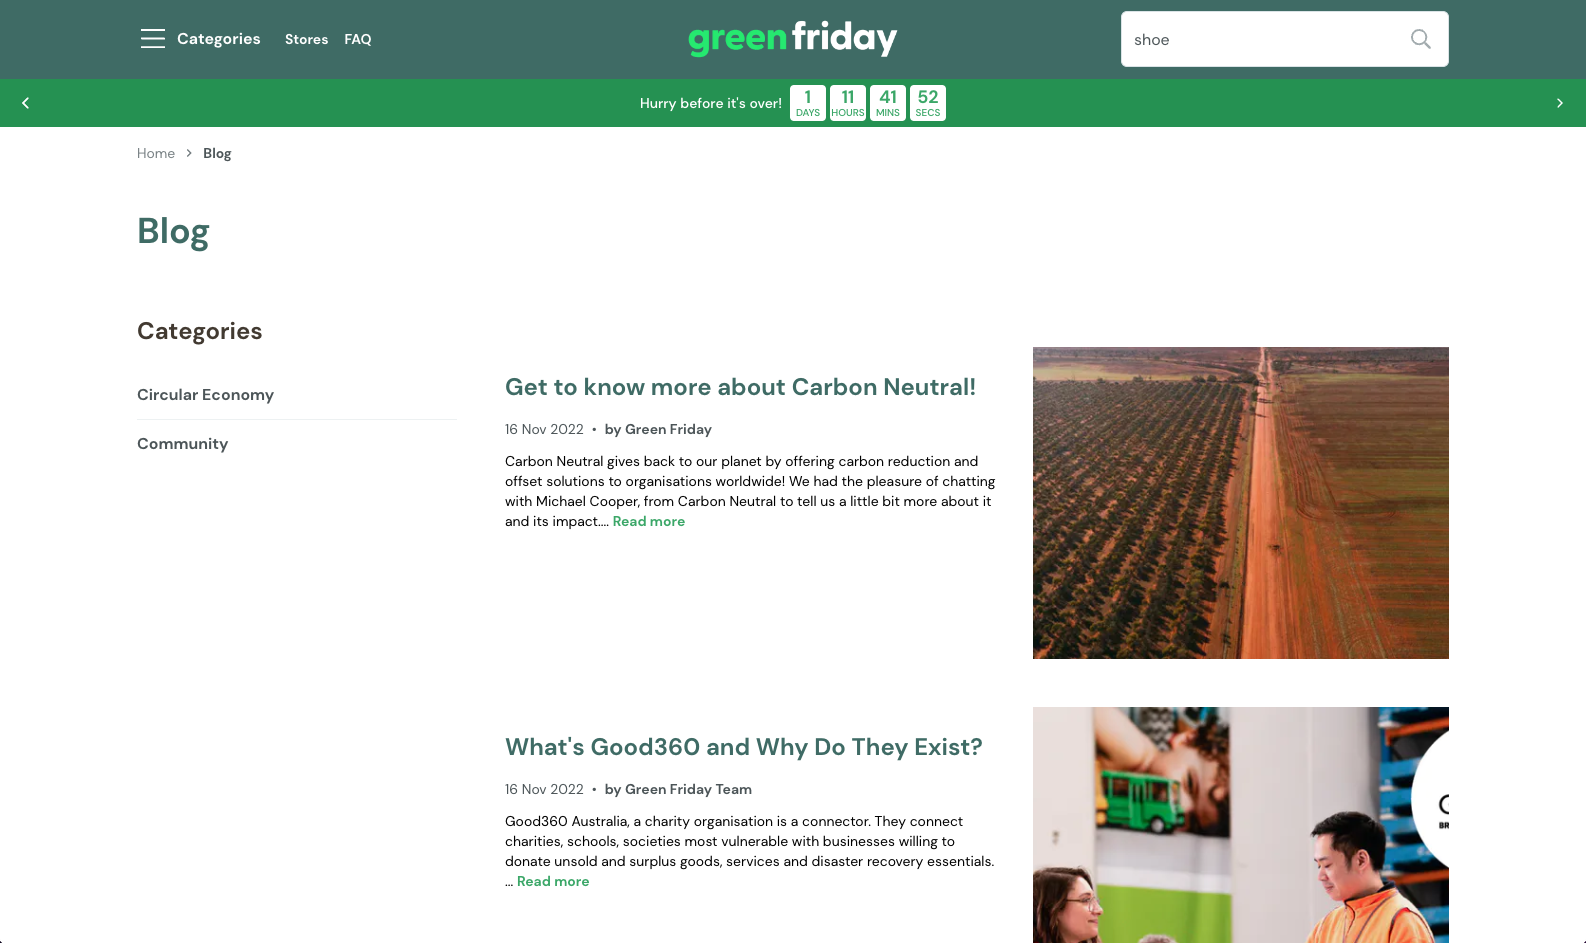 Categories
Stores
FAQ
greenfriday
shoe
Hurry before it's over!
1 DAYS
11 HOURS
41 MINS
52 SECS
Home > Blog
Blog
Categories
Circular Economy
Community
Get to know more about Carbon Neutral!
16 Nov 2022 • by Green Friday
Carbon Neutral gives back to our planet by offering carbon reduction and
offset solutions to organisations worldwide! We had the pleasure of chatting
with Michael Cooper, from Carbon Neutral to tell us a little bit more about it
and its impact.... Read more
What's Good360 and Why Do They Exist?
16 Nov 2022 • by Green Friday Team
Good360 Australia, a charity organisation is a connector. They connect
charities, schools, societies most vulnerable with businesses willing to
donate unsold and surplus goods, services and disaster recovery essentials.
... Read more